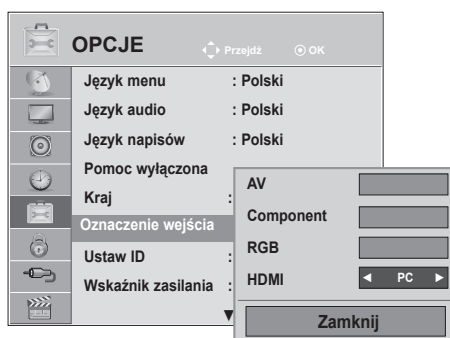 OPCJE Przejdź OK
Język menu : Polski
Język audio : Polski
Język napisów : Polski
Pomoc wyłączona
Kraj :
Oznaczenie wejścia
Ustaw ID :
Wskaźnik zasilania :
AV
Component
RGB
HDMI ◄ PC ►
Zamknij